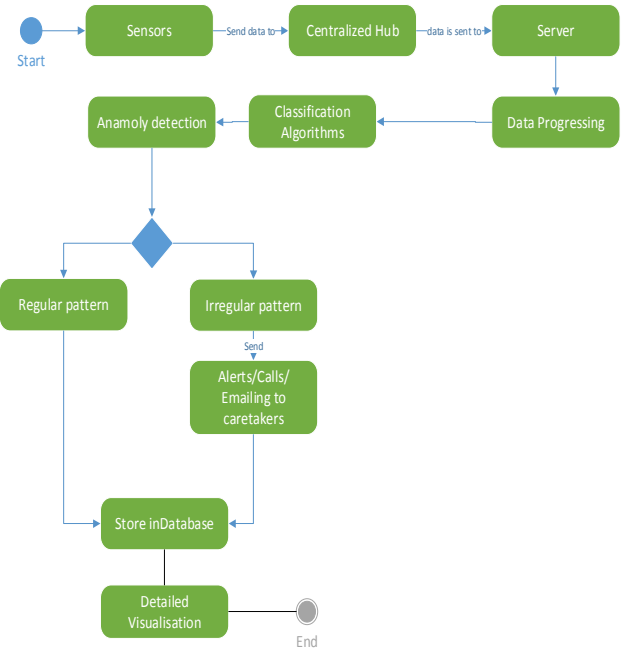 Start
Sensors
Send data to
Centralized Hub
data is sent to
Server
Data Progressing
Classification
Algorithms
Anamoly detection
Regular pattern
Irregular pattern
Send
Alerts/Calls/
Emailing to
caretakers
Store inDatabase
Detailed
Visualisation
End